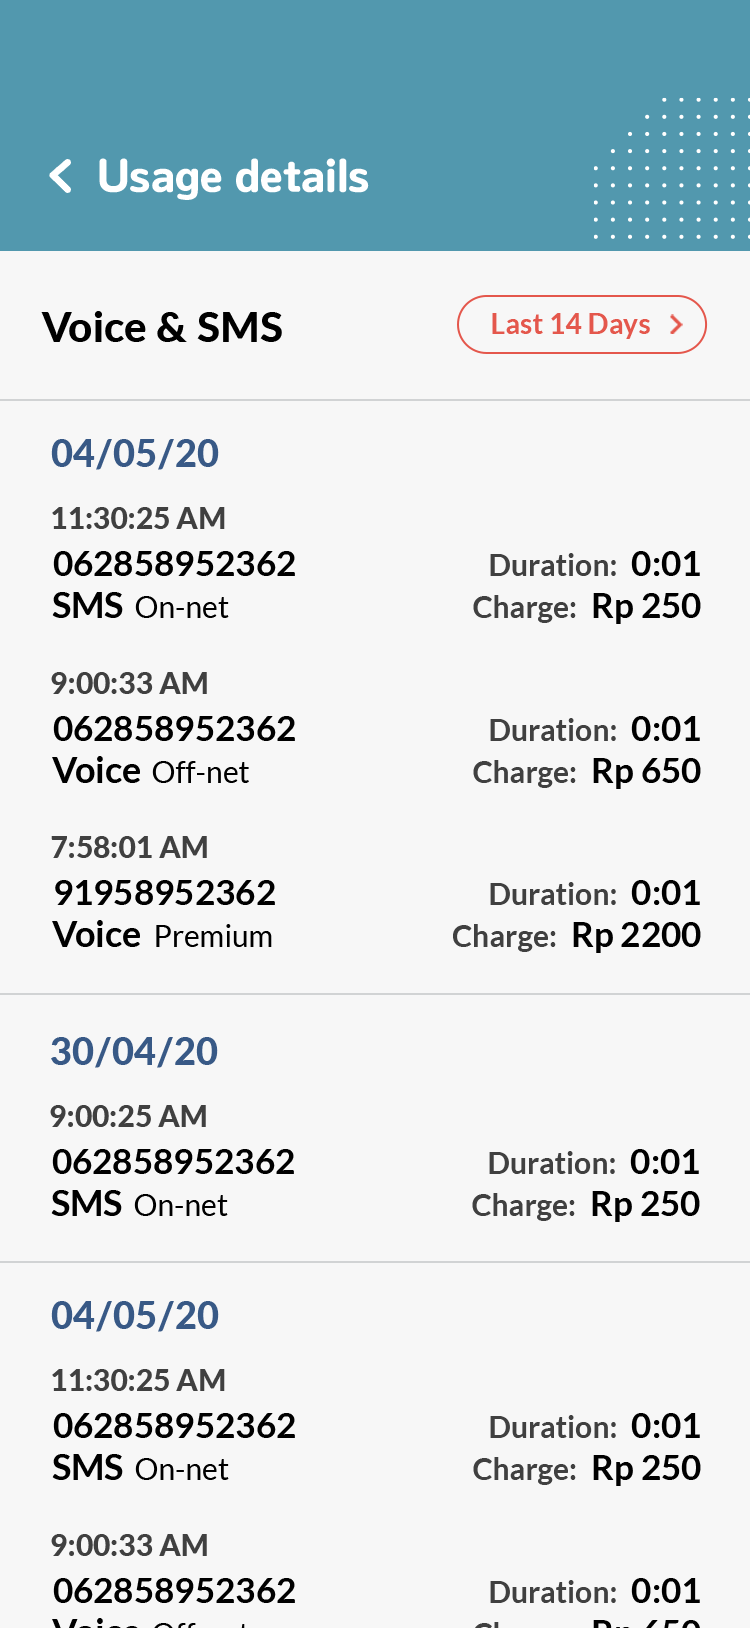 Usage details
Voice & SMS
Last 14 Days
04/05/20
11:30:25 AM
062858952362 Duration: 0:01
SMS On-net Charge: Rp 250
9:00:33 AM
062858952362 Duration: 0:01
Voice Off-net Charge: Rp 650
7:58:01 AM
91958952362 Duration: 0:01
Voice Premium Charge: Rp 2200
30/04/20
9:00:25 AM
062858952362 Duration: 0:01
SMS On-net Charge: Rp 250
04/05/20
11:30:25 AM
062858952362 Duration: 0:01
SMS On-net Charge: Rp 250
9:00:33 AM
062858952362 Duration: 0:01